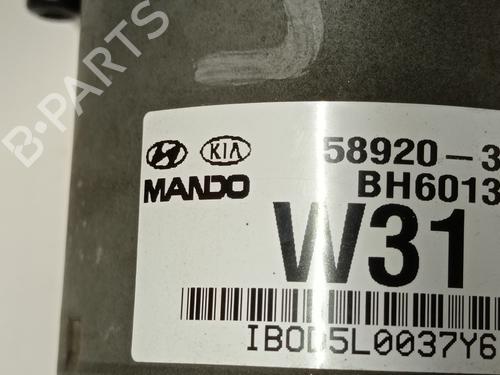 B-PARTS
KIA
58920-3
MANDO
BH6013
W31
IBOD5L0037Y6